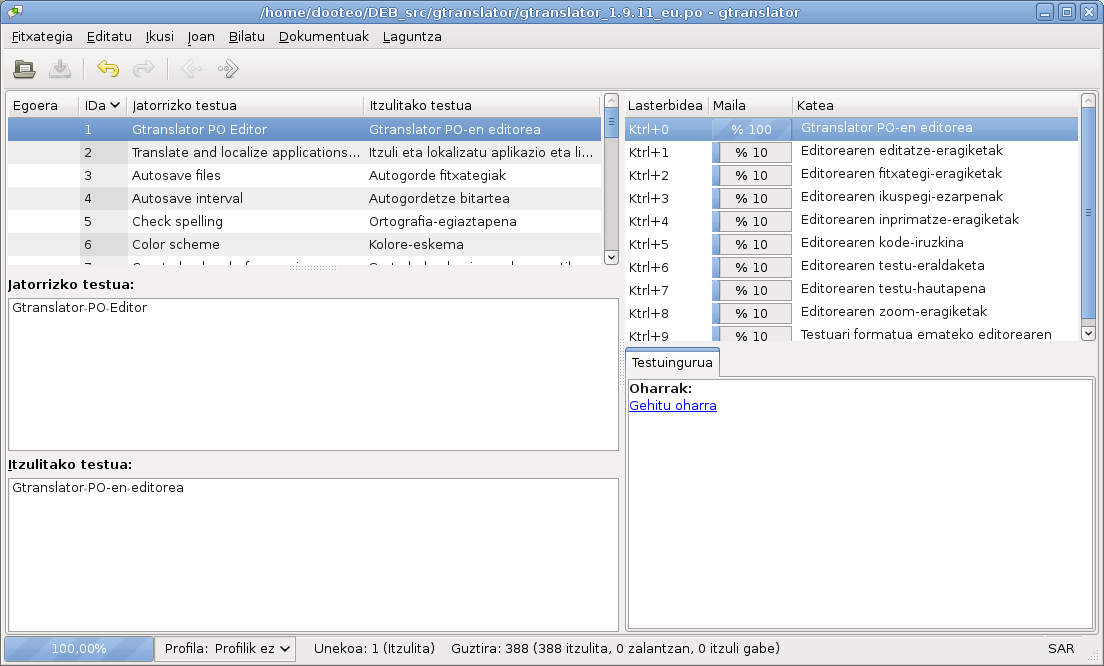 /home/dooteo/DEB_src/gtranslator/gtranslator_1.9.11_eu.po - gtranslator
Fitxategia Editatu Ikusi Joan Bilatu Dokumentuak Laguntza
Egoera IDa Jatorrizko testua Itzulitako testua
1 Gtranslator PO Editor Gtranslator PO-en editorea
2 Translate and localize applications... Itzuli eta lokalizatu aplikazio eta li...
3 Autosave files Autogorde fitxategiak
4 Autosave interval Autogordetze bitartea
5 Check spelling Ortografia-egiaztapena
6 Color scheme Kolore-eskema
Jatorrizko testua:
Gtranslator·PO·Editor
Itzulitako testua:
Gtranslator·PO-en·editorea
Lasterbidea Maila Katea
Ktrl+0 % 100 Gtranslator PO-en editorea
Ktrl+1 % 10 Editorearen editatze-eragiketak
Ktrl+2 % 10 Editorearen fitxategi-eragiketak
Ktrl+3 % 10 Editorearen ikuspegi-ezarpenak
Ktrl+4 % 10 Editorearen inprimatze-eragiketak
Ktrl+5 % 10 Editorearen kode-iruzkina
Ktrl+6 % 10 Editorearen testu-eraldaketa
Ktrl+7 % 10 Editorearen testu-hautapena
Ktrl+8 % 10 Editorearen zoom-eragiketak
Ktrl+9 % 10 Testuari formatua emateko editorearen
Testuingurua
Oharrak:
Gehitu oharra
100,00% Profila: Profilik ez Unekoa: 1 (Itzulita) Guztira: 388 (388 itzulita, 0 zalantzan, 0 itzuli gabe) SAR